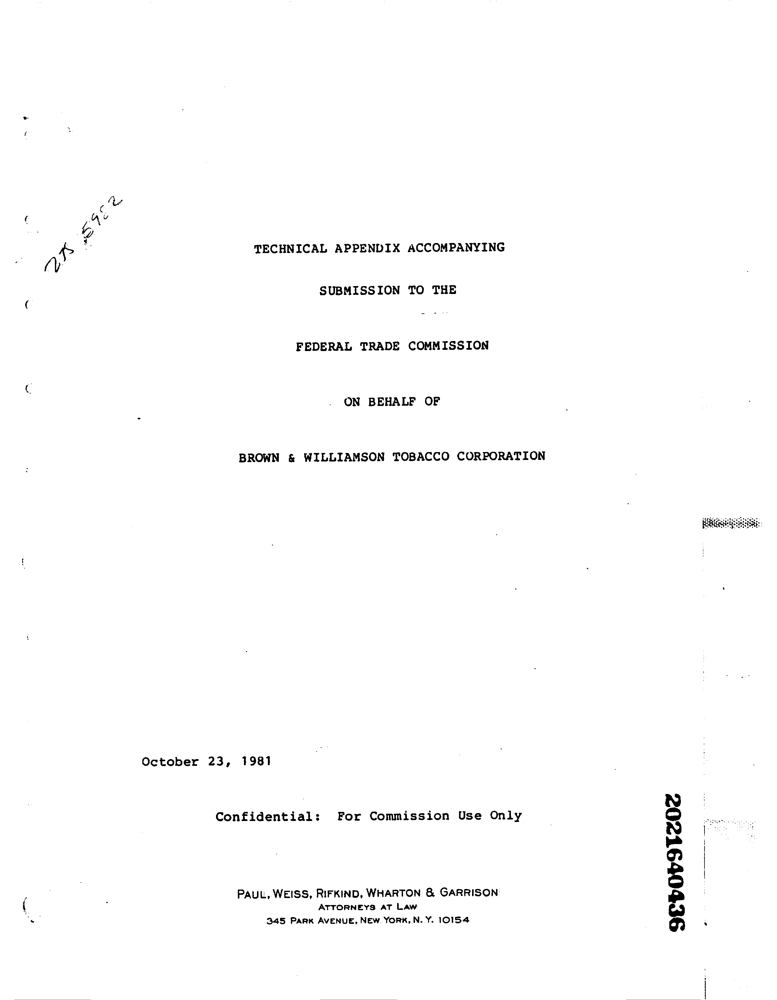 TECHNICAL APPENDIX ACCOMPANYING
SUBMISSION TO THE
FEDERAL TRADE COMMISSION
ON BEHALF OF
BROWN & WILLIAMSON TOBACCO CORPORATION
October 23, 1981
Confidential: For Commission Use Only
PAUL, WEISS, RIFKIND, WHARTON & GARRISON
ATTORNEYS AT LAW
345 PARK AVENUE, NEW YORK, N. Y. 10154
2021640436